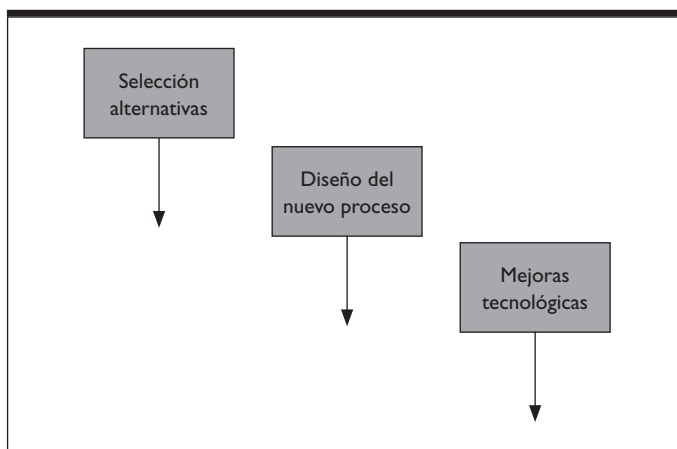 Selección
alternativas
Diseño del
nuevo proceso
Mejoras
tecnológicas